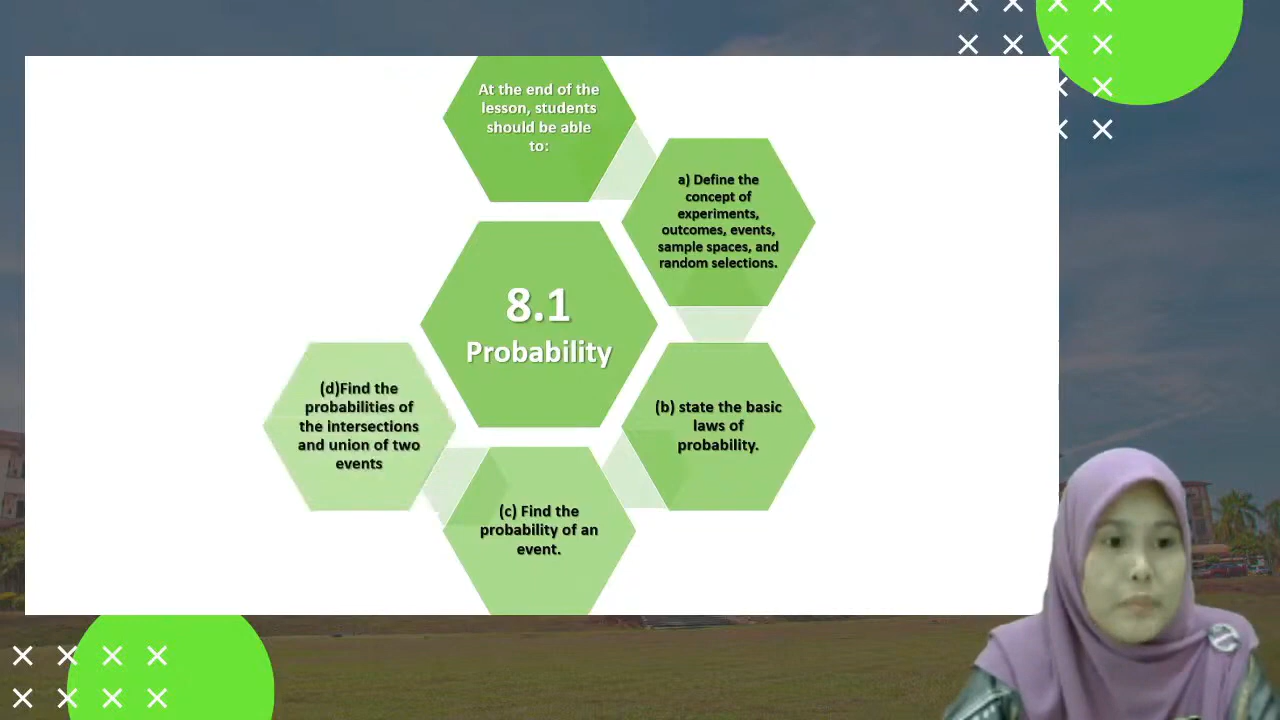 At the end of the
lesson, students
should be able
to:
a) Define the
concept of
experiments,
outcomes, events,
sample spaces, and
random selections.
8.1
Probability
(b) state the basic
laws of
probability.
(c) Find the
probability of an
event.
(d)Find the
probabilities of
the intersections
and union of two
events